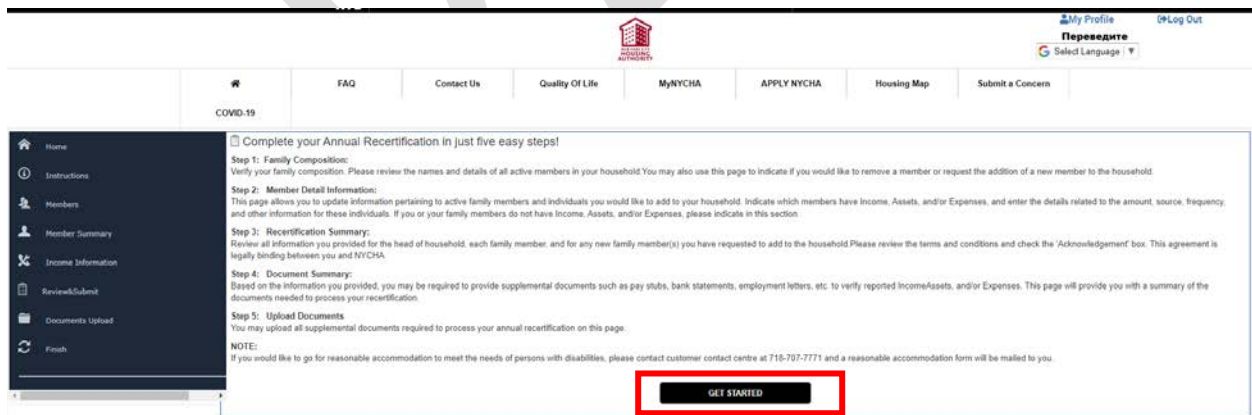 My Profile
Log Out
Переведите
Select Language
HOUSING
AUTHORITY
FAQ
Contact Us
Quality Of Life
MyNYCHA
APPLY NYCHA
Housing Map
Submit a Concern
COVID-19
Home
Instructions
Members
Member Summary
Income Information
Review&Submit
Documents Upload
Finish
Complete your Annual Recertification in just five easy steps!
Step 1: Family Composition:
Verify your family composition. Please review the names and details of all active members in your household.You may also use this page to indicate if you would like to remove a member or request the addition of a new member to the household.
Step 2: Member Detail Information:
This page allows you to update information pertaining to active family members and individuals you would like to add to your household. Indicate which members have Income, Assets, and/or Expenses, and enter the details related to the amount, source, frequency,
and other information for these individuals. If you or your family members do not have Income, Assets, and/or Expenses, please indicate in this section.
Step 3: Recertification Summary:
Review all information you provided for the head of household, each family member, and for any new family member(s) you have requested to add to the household.Please review the terms and conditions and check the 'Acknowledgement' box. This agreement is
legally binding between you and NYCHA.
Step 4: Document Summary:
Based on the information you provided, you may be required to provide supplemental documents such as pay stubs, bank statements, employment letters, etc. to verify reported IncomeAssets, and/or Expenses. This page will provide you with a summary of the
documents needed to process your recertification.
Step 5: Upload Documents
You may upload all supplemental documents required to process your annual recertification on this page.
NOTE:
If you would like to go for reasonable accommodation to meet the needs of persons with disabilities, please contact customer contact centre at 718-707-7771 and a reasonable accommodation form will be mailed to you.
GET STARTED